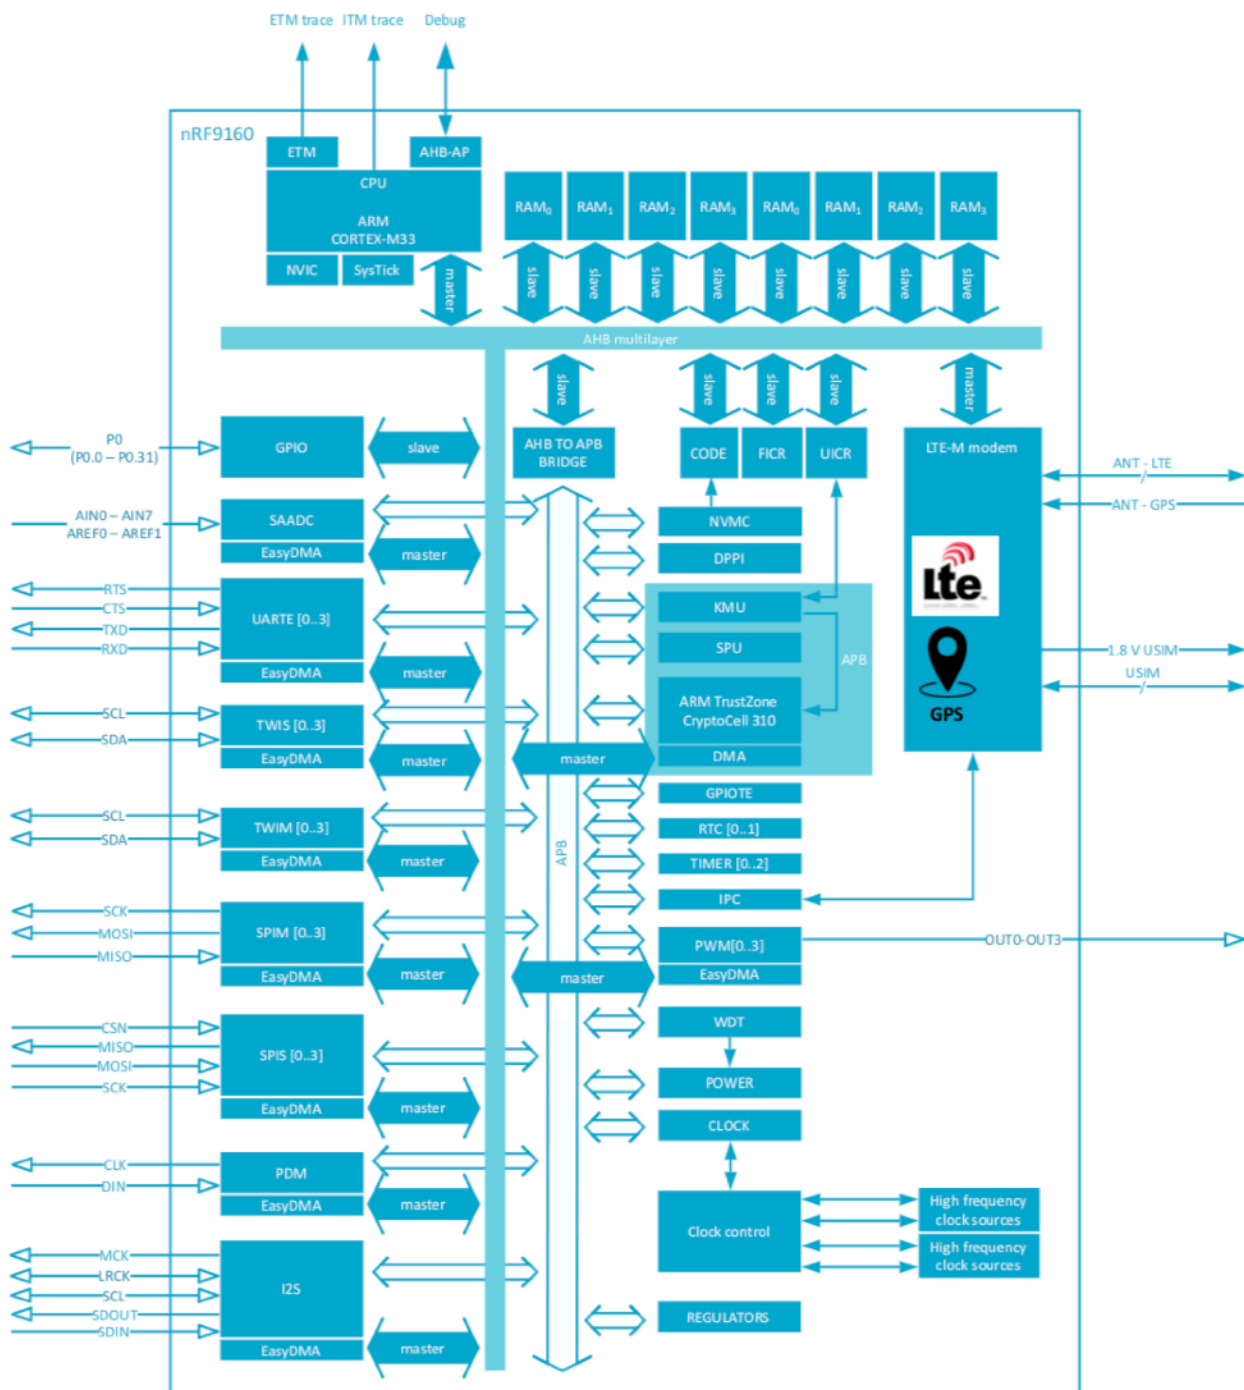 ETM trace ITM trace Debug
nRF9160
ETM
AHB-AP
CPU
ARM
CORTEX-M33
NVIC
SysTick
master
RAM0
RAM1
RAM2
RAM3
RAM0
RAM1
RAM2
RAM3
slave
slave
slave
slave
slave
slave
slave
slave
AHB multilayer
slave
slave
slave
slave
master
P0
(P0.0 – P0.31)
GPIO
slave
AHB TO APB
BRIDGE
CODE
FICR
UICR
LTE-M modem
ANT - LTE
ANT - GPS
AIN0 – AIN7
AREF0 – AREF1
SAADC
EasyDMA
master
NVMC
DPPI
Lte
GPS
RTS
CTS
TXD
RXD
UARTE [0..3]
EasyDMA
master
KMU
SPU
APB
ARM TrustZone
CryptoCell 310
DMA
master
1.8 V USIM
USIM
SCL
SDA
TWIS [0..3]
EasyDMA
master
GPIOTE
RTC [0..1]
TIMER [0..2]
IPC
SCL
SDA
TWIM [0..3]
EasyDMA
master
APB
SCK
MOSI
MISO
SPIM [0..3]
EasyDMA
master
master
PWM[0..3]
EasyDMA
OUT0-OUT3
CSN
MISO
MOSI
SCK
SPIS [0..3]
EasyDMA
master
WDT
POWER
CLOCK
CLK
DIN
PDM
EasyDMA
master
Clock control
High frequency
clock sources
High frequency
clock sources
MCK
LRCK
SCL
SDOUT
SDIN
I2S
EasyDMA
master
REGULATORS